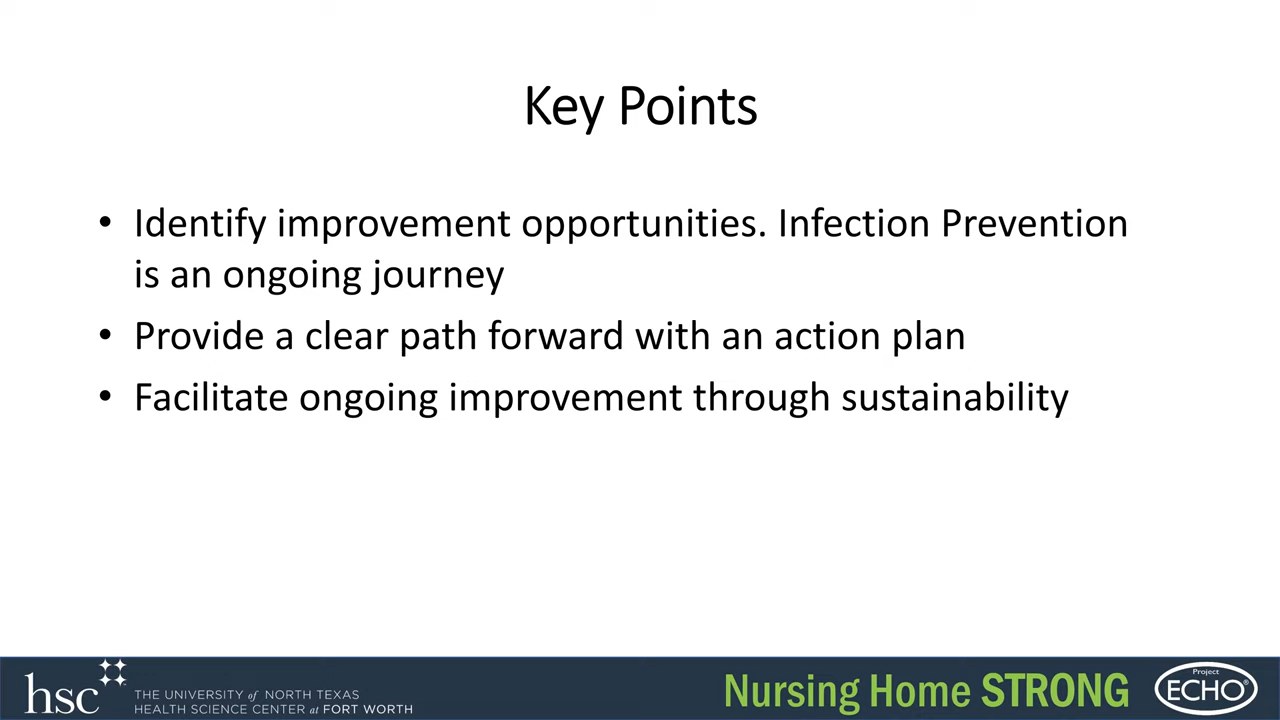 Key Points
• Identify improvement opportunities. Infection Prevention
is an ongoing journey
• Provide a clear path forward with an action plan
• Facilitate ongoing improvement through sustainability
hsc
THE UNIVERSITY of NORTH TEXAS
HEALTH SCIENCE CENTER at FORT WORTH
Nursing Home STRONG
Project
ECHO®